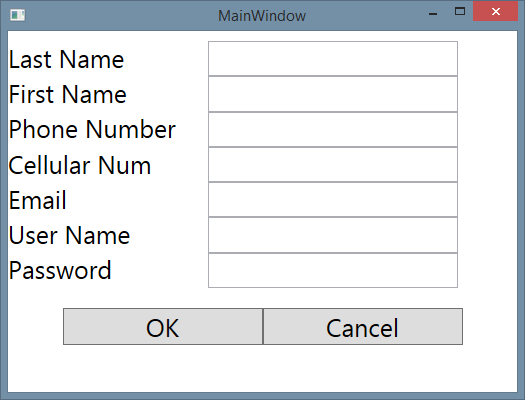 MainWindow
Last Name
First Name
Phone Number
Cellular Num
Email
User Name
Password
OK Cancel